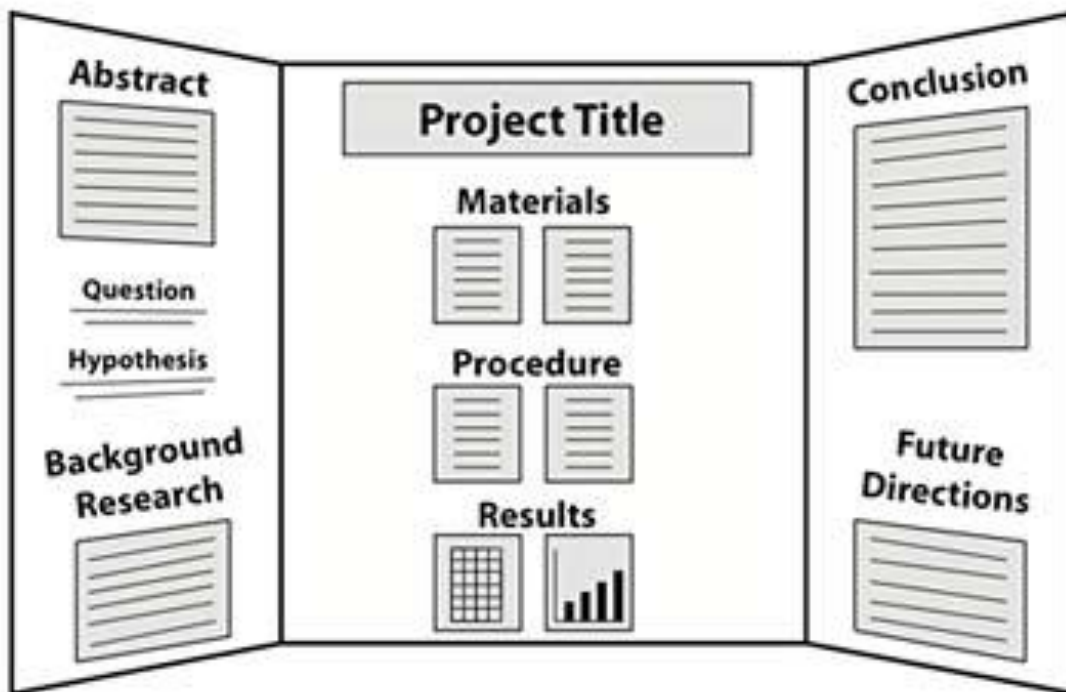 Abstract
Question
Hypothesis
Background
Research
Project Title
Materials
Procedure
Results
Conclusion
Future
Directions